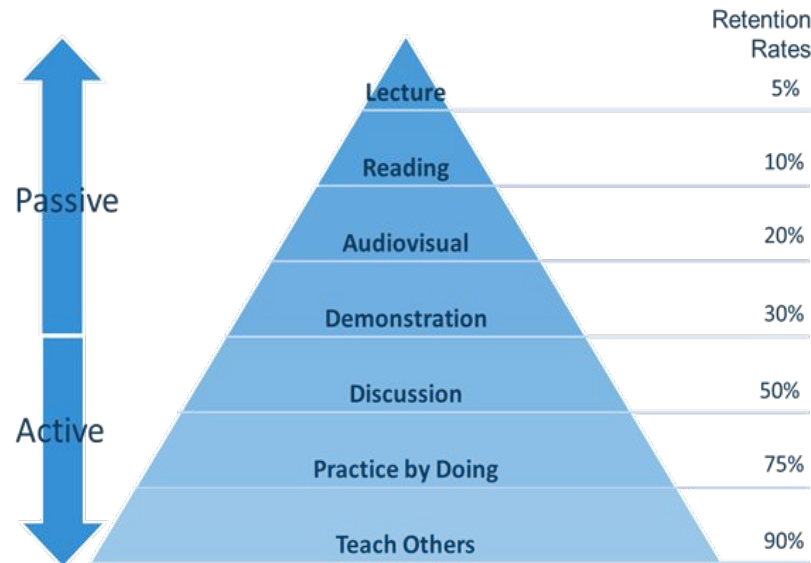 Retention
Rates
Lecture 5%
Reading 10%
Passive
Audiovisual 20%
Demonstration 30%
Discussion 50%
Active
Practice by Doing 75%
Teach Others 90%